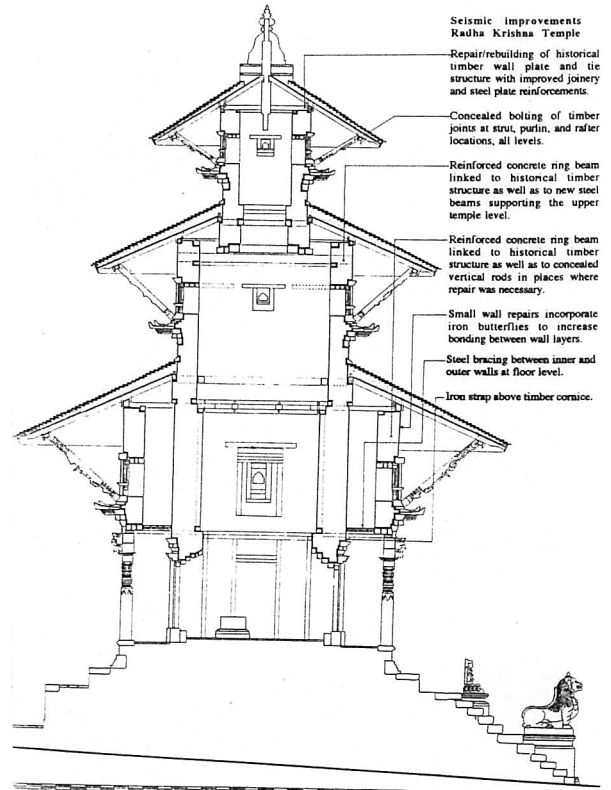 Seismic improvements
Radha Krishna Temple
Repair/rebuilding of historical
timber wall plate and tie
structure with improved joinery
and steel plate reinforcements.
Concealed bolting of timber
joints at strut, purlin, and rafter
locations, all levels.
Reinforced concrete ring beam
linked to historical timber
structure as well as to new steel
beams supporting the upper
temple level.
Reinforced concrete ring beam
linked to historical timber
structure as well as to concealed
vertical rods in places where
repair was necessary.
Small wall repairs incorporate
iron butterflies to increase
bonding between wall layers.
Steel bracing between inner and
outer walls at floor level.
Iron strap above timber cornice.